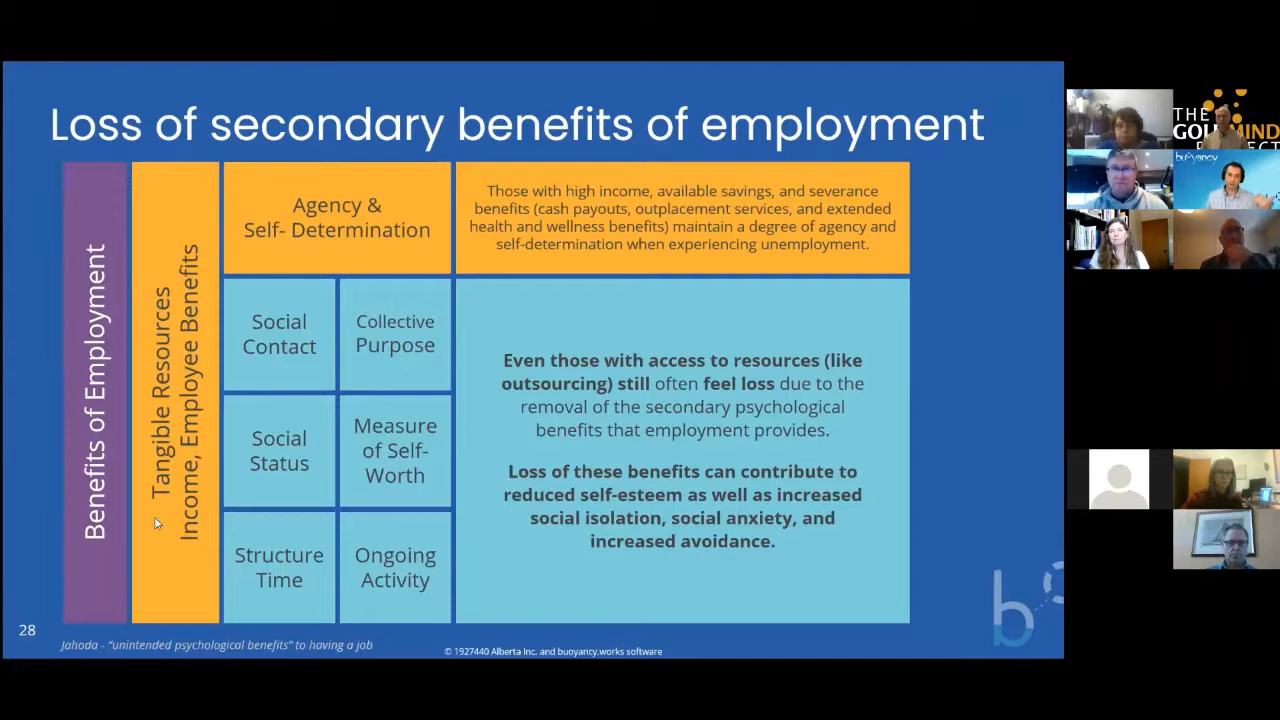 Loss of secondary benefits of employment
Benefits of Employment
Tangible Resources
Income, Employee Benefits
Agency &
Self- Determination
Those with high income, available savings, and severance
benefits (cash payouts, outplacement services, and extended
health and wellness benefits) maintain a degree of agency and
self-determination when experiencing unemployment.
Social
Contact
Collective
Purpose
Social
Status
Measure
of Self-
Worth
Structure
Time
Ongoing
Activity
Even those with access to resources (like
outsourcing) still often feel loss due to the
removal of the secondary psychological
benefits that employment provides.
Loss of these benefits can contribute to
reduced self-esteem as well as increased
social isolation, social anxiety, and
increased avoidance.
28
Jahoda - “unintended psychological benefits” to having a job
© 1927440 Alberta Inc. and buoyancy.works software
b
THE
buoyancy